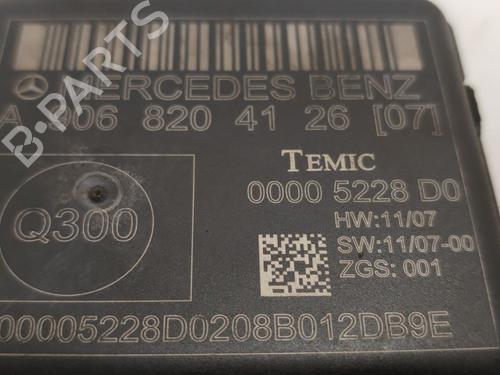 MERCEDES BENZ
A 906 820 41 26 [07]
TEMIC
0000 5228 D0
HW:11/07
SW:11/07-00
ZGS: 001
Q300
00005228D0208B012DB9E
B-Parts